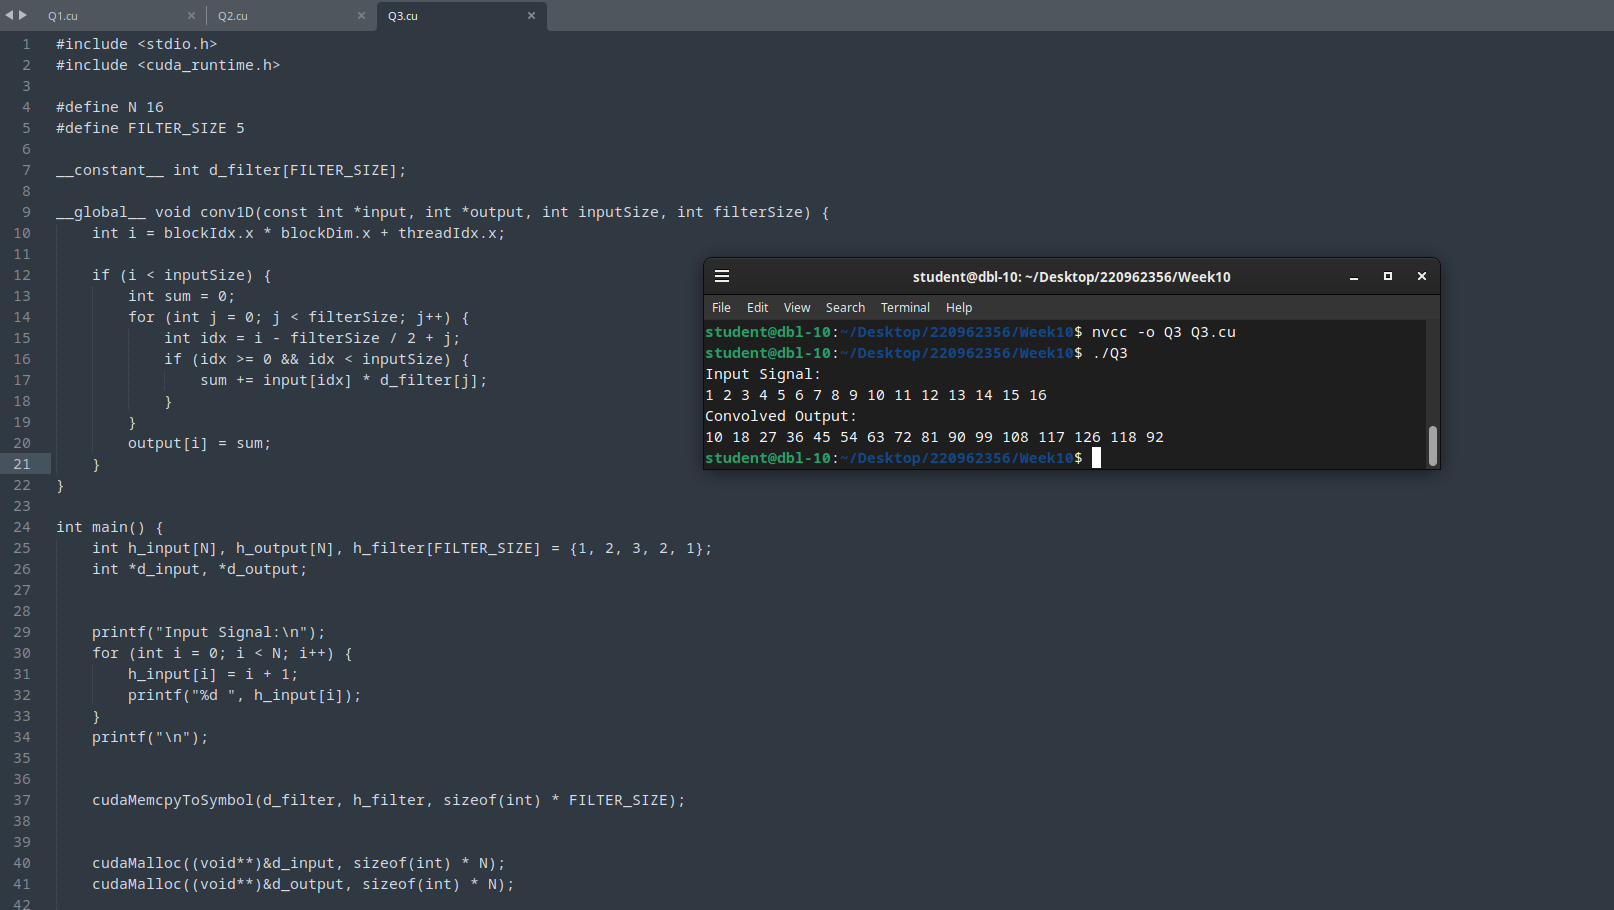 Q1.cu × Q2.cu × Q3.cu ×
1 #include <stdio.h>
2 #include <cuda_runtime.h>
3
4 #define N 16
5 #define FILTER_SIZE 5
6
7 __constant__ int d_filter[FILTER_SIZE];
8
9 __global__ void conv1D(const int *input, int *output, int inputSize, int filterSize) {
10     int i = blockIdx.x * blockDim.x + threadIdx.x;
11
12     if (i < inputSize) {
13         int sum = 0;
14         for (int j = 0; j < filterSize; j++) {
15             int idx = i - filterSize / 2 + j;
16             if (idx >= 0 && idx < inputSize) {
17                 sum += input[idx] * d_filter[j];
18             }
19         }
20         output[i] = sum;
21     }
22 }
23
24 int main() {
25     int h_input[N], h_output[N], h_filter[FILTER_SIZE] = {1, 2, 3, 2, 1};
26     int *d_input, *d_output;
27
28
29     printf("Input Signal:\n");
30     for (int i = 0; i < N; i++) {
31         h_input[i] = i + 1;
32         printf("%d ", h_input[i]);
33     }
34     printf("\n");
35
36
37     cudaMemcpyToSymbol(d_filter, h_filter, sizeof(int) * FILTER_SIZE);
38
39
40     cudaMalloc((void**)&d_input, sizeof(int) * N);
41     cudaMalloc((void**)&d_output, sizeof(int) * N);
42
student@dbl-10: ~/Desktop/220962356/Week10
File Edit View Search Terminal Help
student@dbl-10:~/Desktop/220962356/Week10$ nvcc -o Q3 Q3.cu
student@dbl-10:~/Desktop/220962356/Week10$ ./Q3
Input Signal:
1 2 3 4 5 6 7 8 9 10 11 12 13 14 15 16
Convolved Output:
10 18 27 36 45 54 63 72 81 90 99 108 117 126 118 92
student@dbl-10:~/Desktop/220962356/Week10$